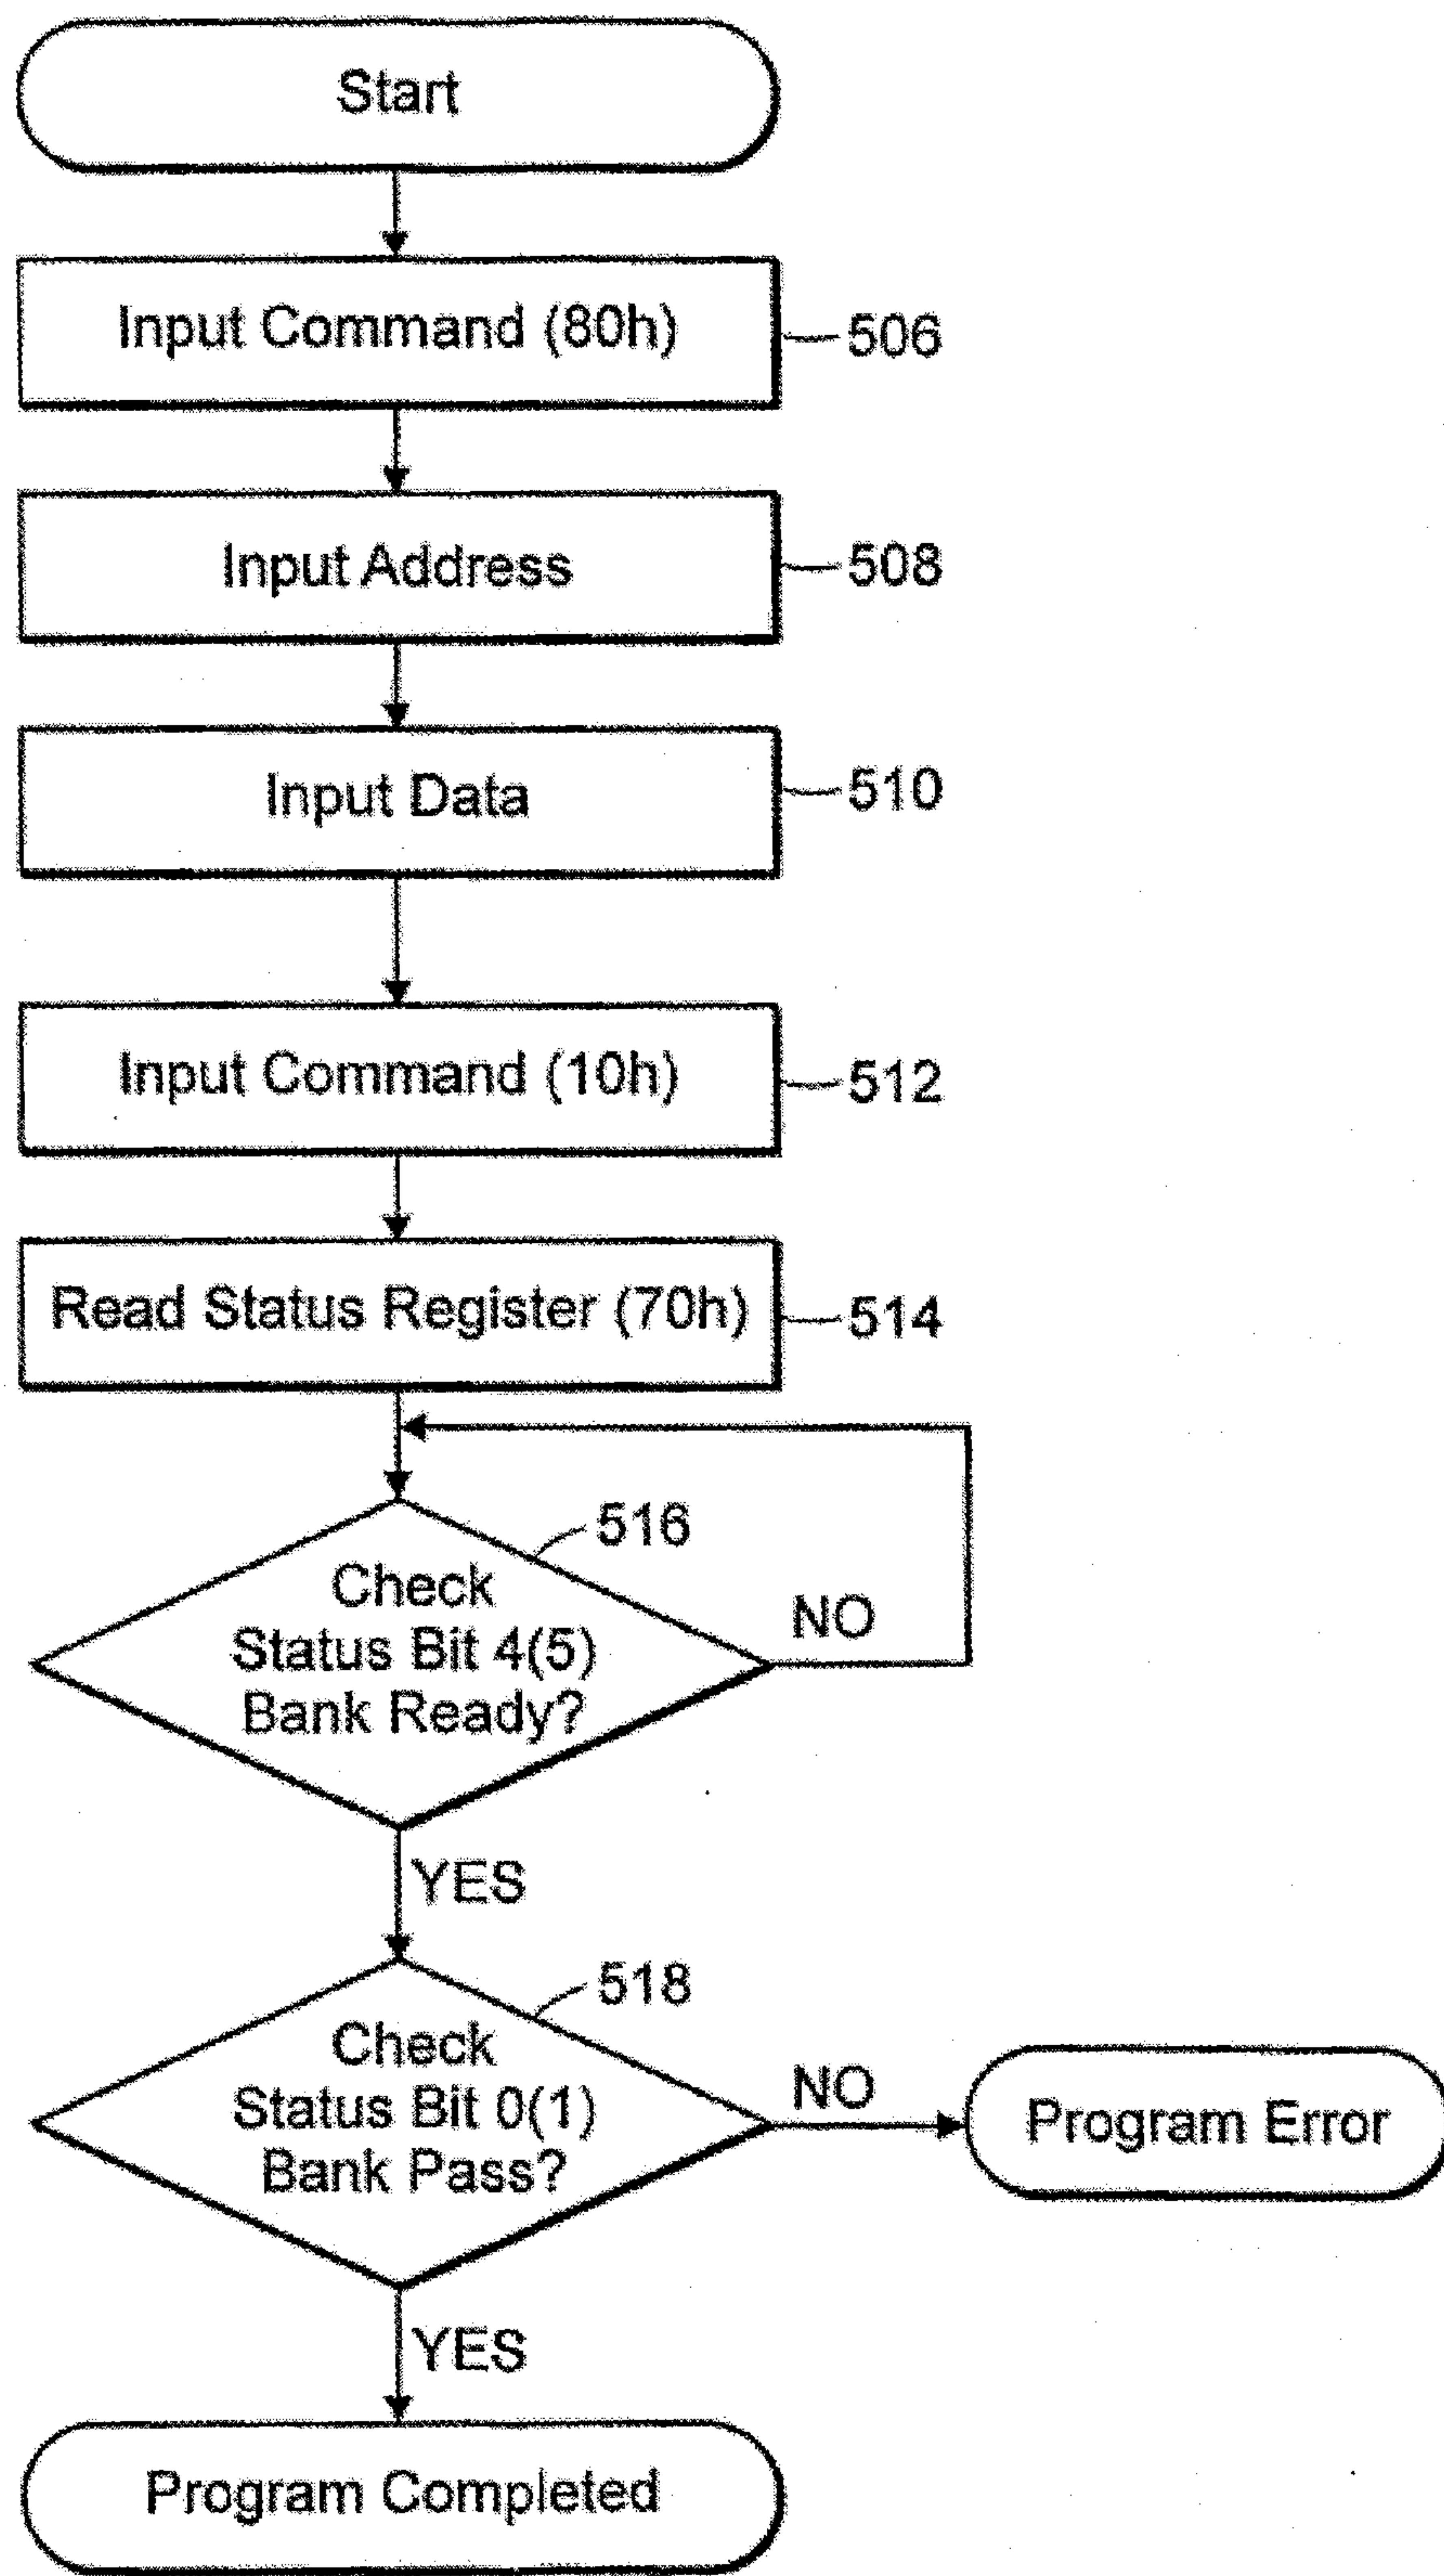 Start
Input Command (80h)
506
Input Address
508
Input Data
510
Input Command (10h)
512
Read Status Register (70h)
514
516
Check
Status Bit 4(5)
Bank Ready?
NO
YES
518
Check
Status Bit 0(1)
Bank Pass?
NO
Program Error
YES
Program Completed